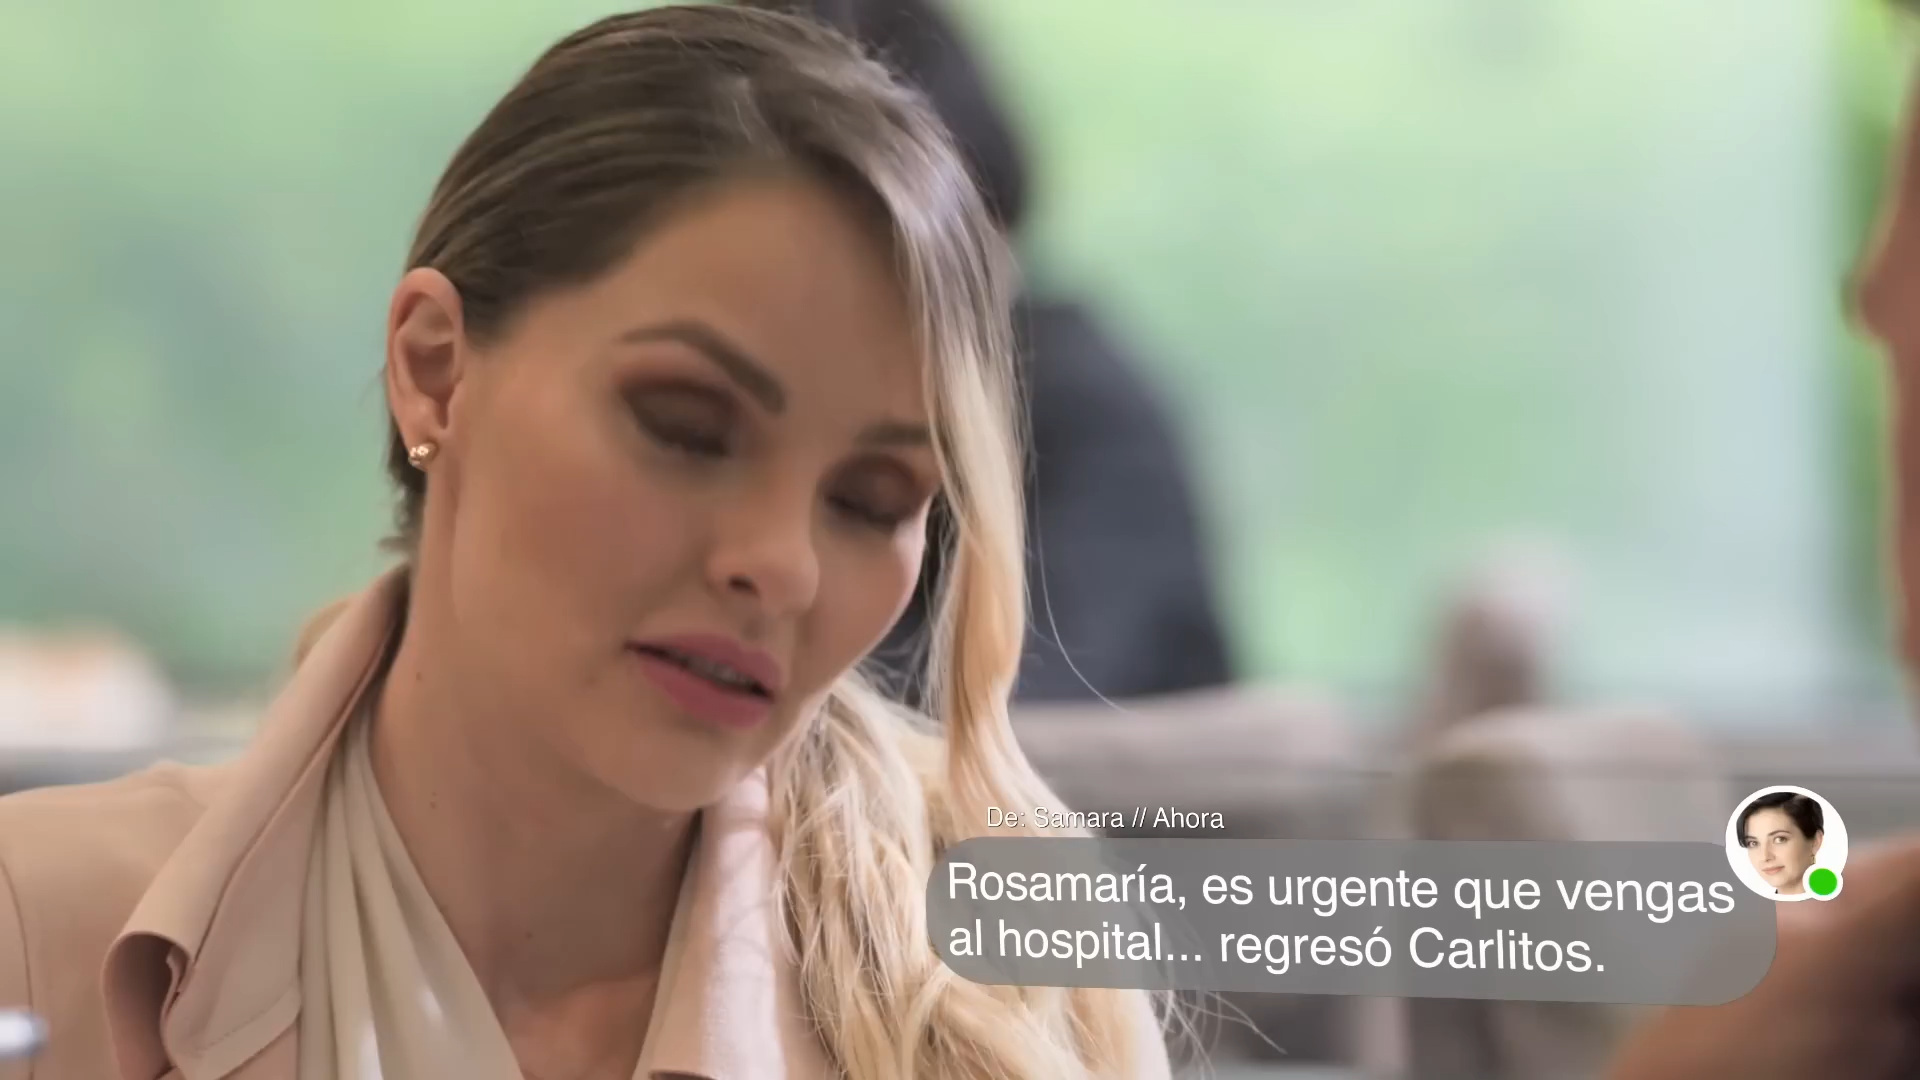 De: Samara // Ahora
Rosamaría, es urgente que vengas
al hospital... regresó Carlitos.